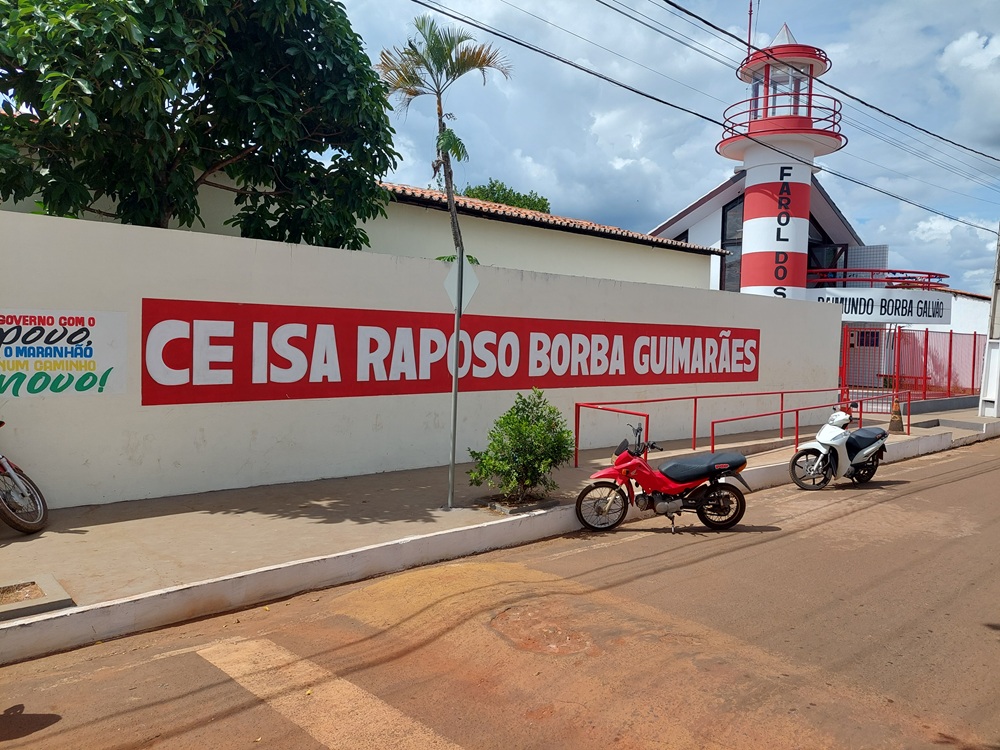 GOVERNO COM O
POVO,
O MARANHÃO
NUM CAMINHO
NOVO!
CE ISA RAPOSO BORBA GUIMARÃES
FAROL DO S
RAIMUNDO BORBA GALVÃO